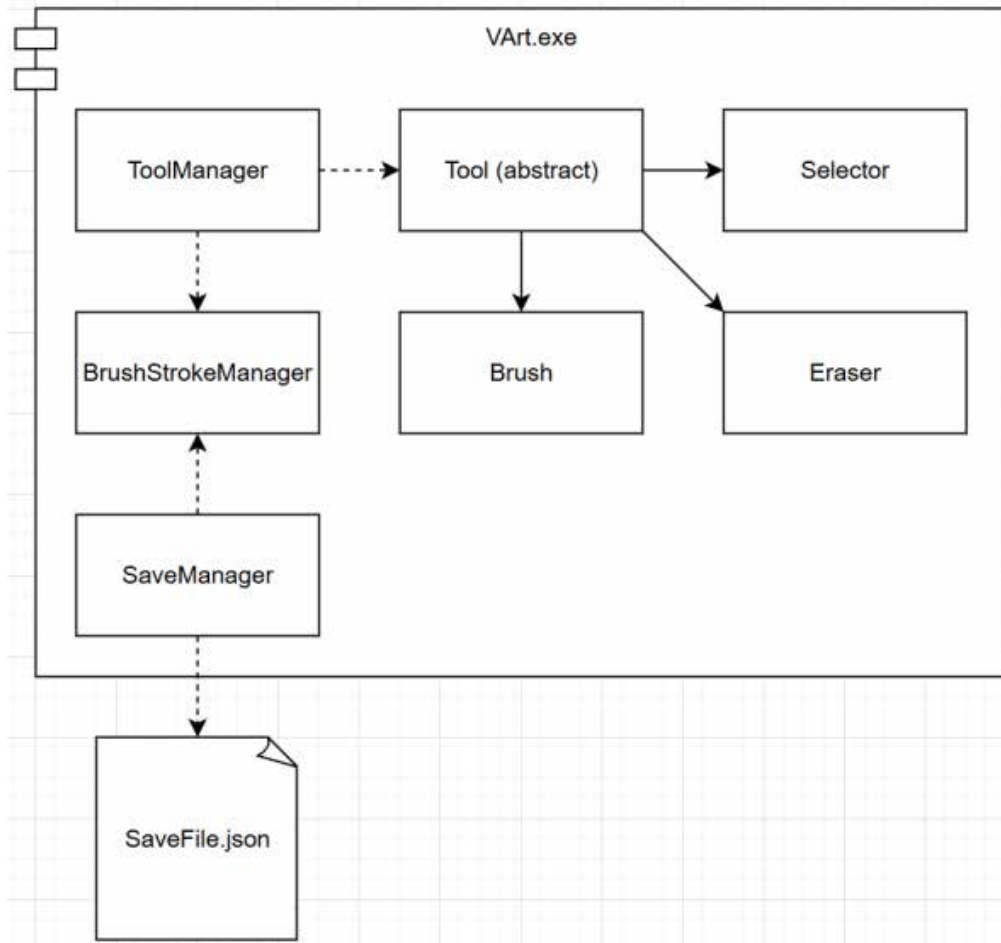 VArt.exe
ToolManager
Tool (abstract)
Selector
BrushStrokeManager
Brush
Eraser
SaveManager
SaveFile.json